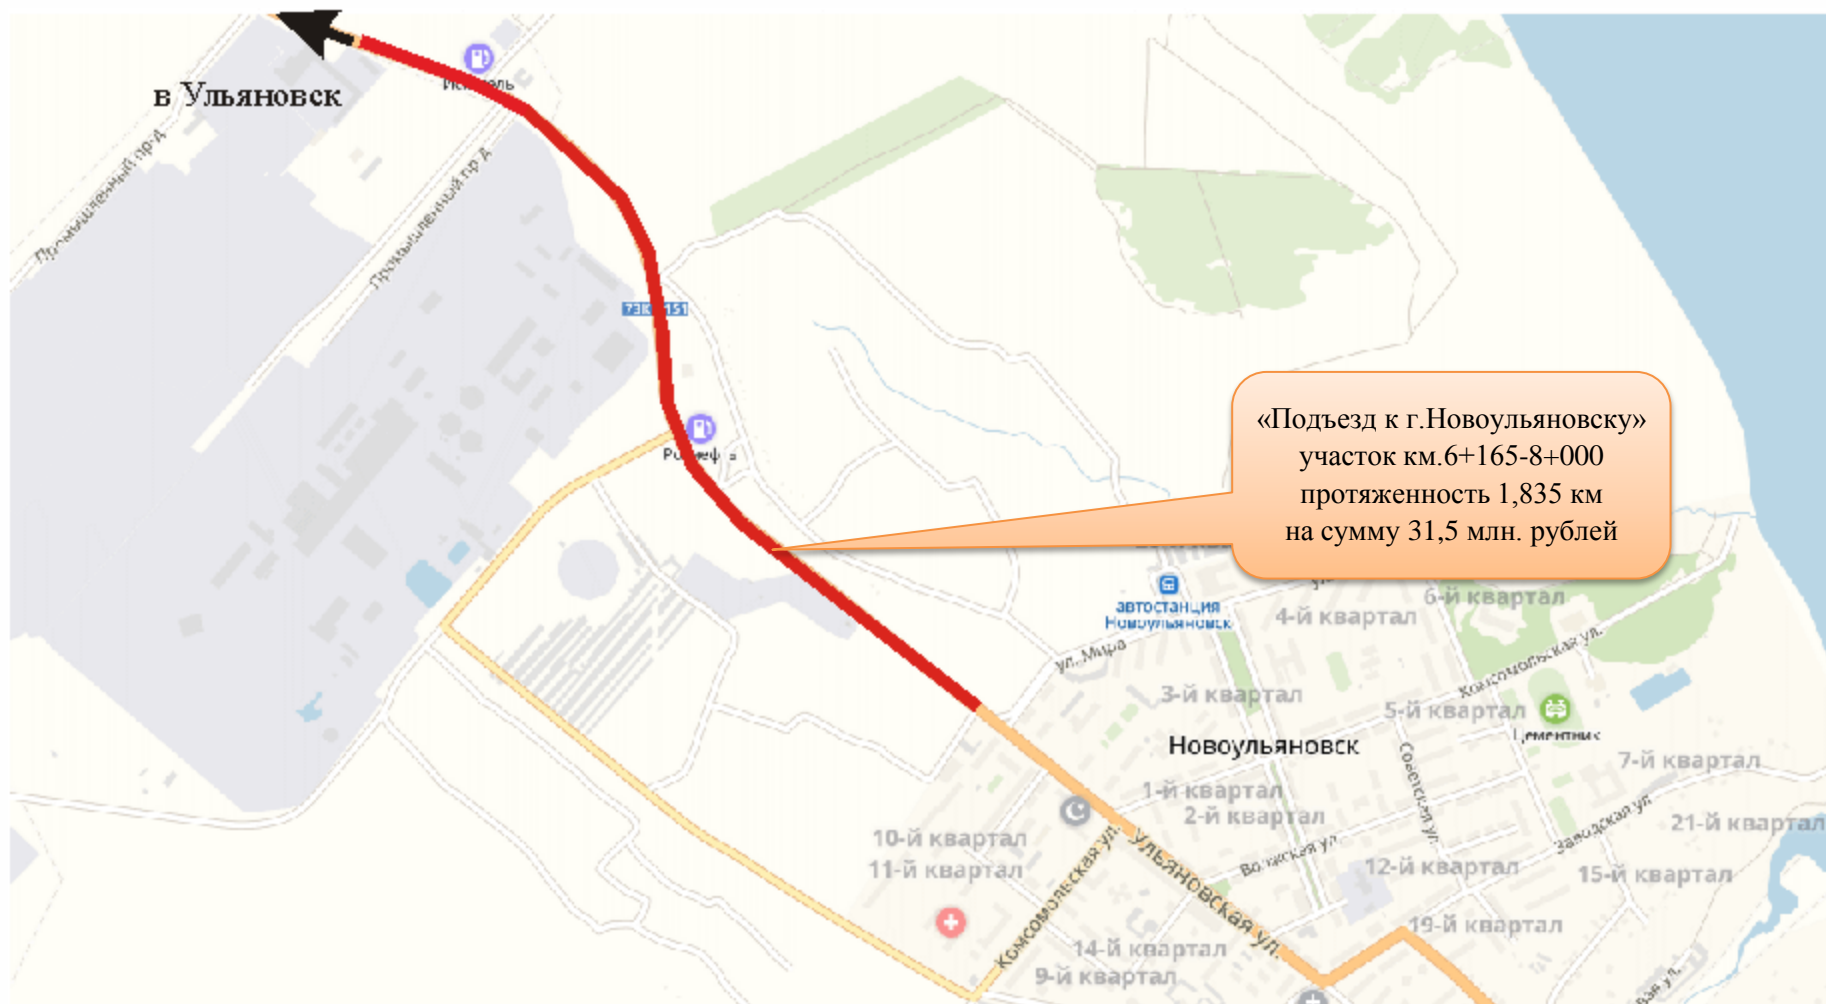 в Ульяновск
Промышленный пр-д
Промышленный пр-д
«Подъезд к г.Новоульяновску»
участок км.6+165-8+000
протяженность 1,835 км
на сумму 31,5 млн. рублей
автостанция
Новоульяновск
ул. Мира
4-й квартал
6-й квартал
Комсомольская ул.
3-й квартал
5-й квартал
Цементник
Новоульяновск
Советская ул.
7-й квартал
1-й квартал
2-й квартал
Заводская ул.
21-й квартал
10-й квартал
11-й квартал
Комсомольская ул.
Ульяновская ул.
Волжская ул.
12-й квартал
15-й квартал
19-й квартал
14-й квартал
9-й квартал